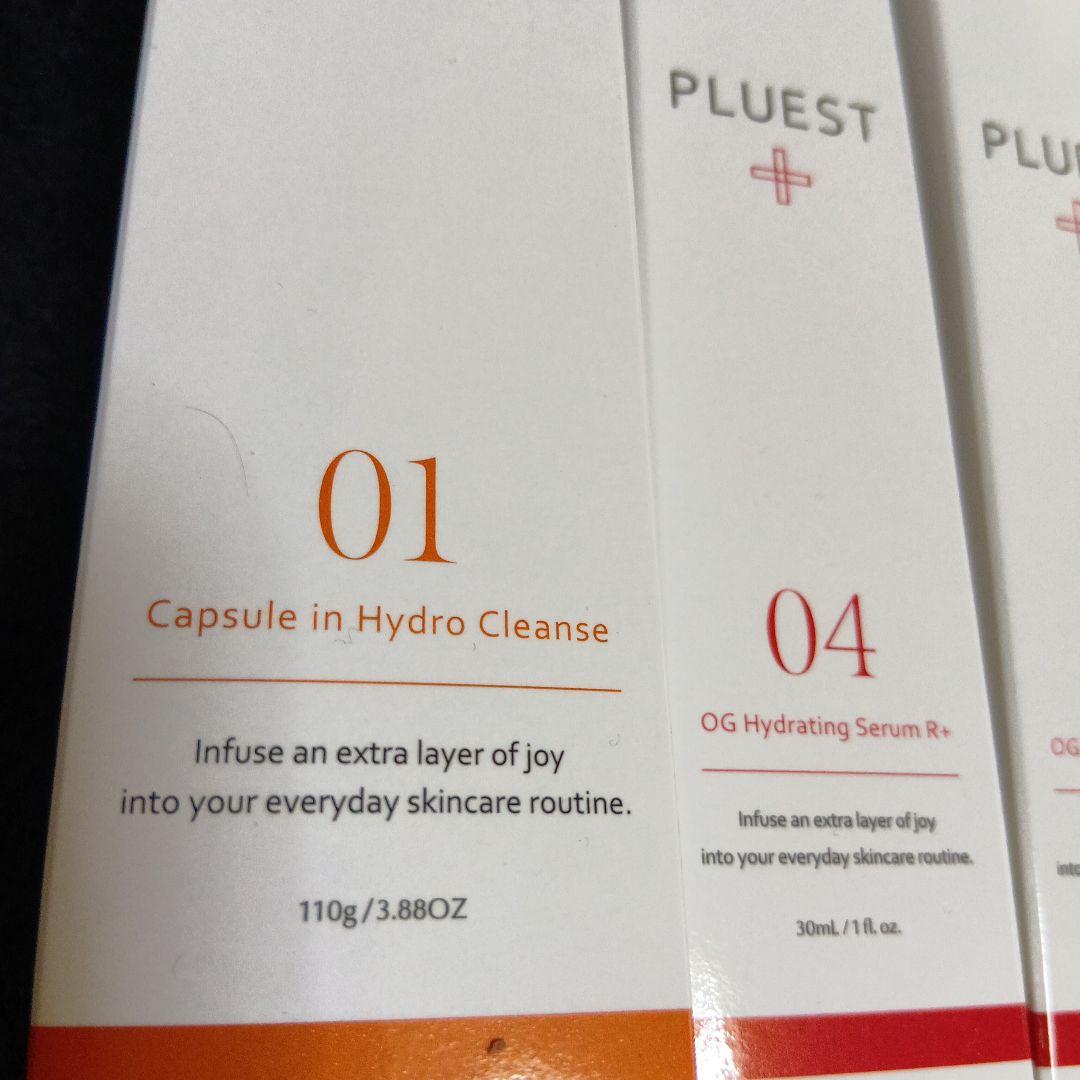 01
Capsule in Hydro Cleanse
Infuse an extra layer of joy
into your everyday skincare routine.
110g/3.88OZ
PLUEST
04
OG Hydrating Serum R+
Infuse an extra layer of joy
into your everyday skincare routine.
30mL / 1 fl. oz.
PLU
OG